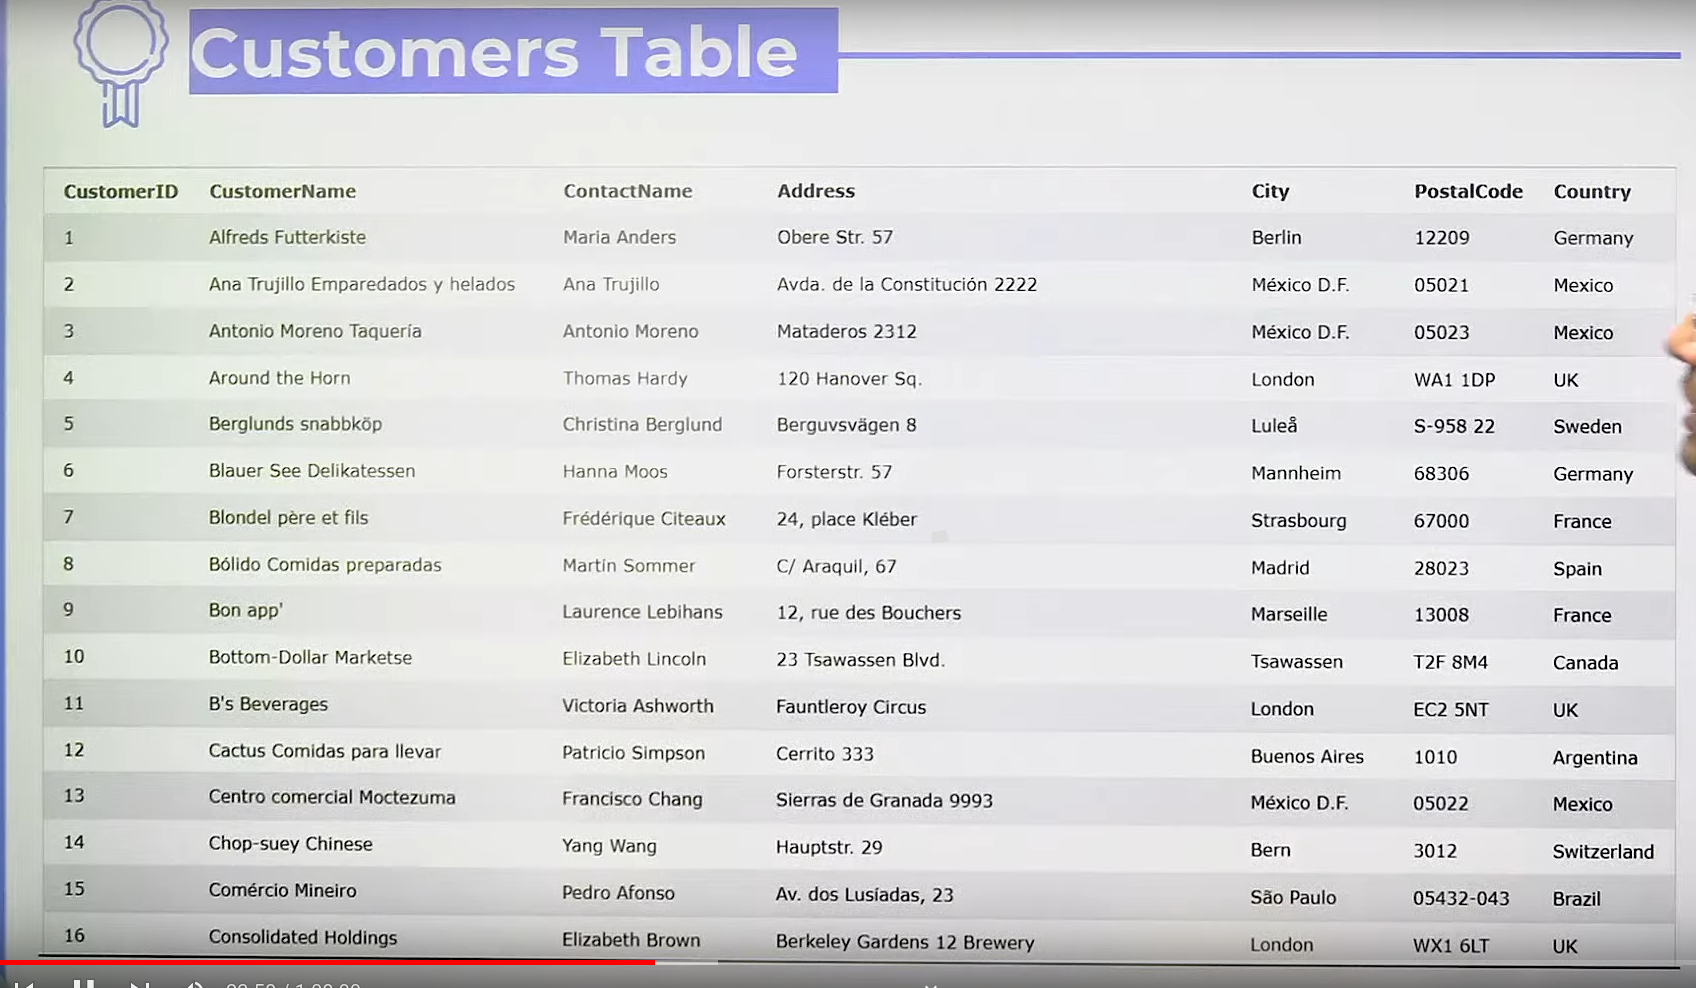 Customers Table
CustomerID CustomerName ContactName Address City PostalCode Country
1 Alfreds Futterkiste Maria Anders Obere Str. 57 Berlin 12209 Germany
2 Ana Trujillo Emparedados y helados Ana Trujillo Avda. de la Constitución 2222 México D.F. 05021 Mexico
3 Antonio Moreno Taquería Antonio Moreno Mataderos 2312 México D.F. 05023 Mexico
4 Around the Horn Thomas Hardy 120 Hanover Sq. London WA1 1DP UK
5 Berglunds snabbköp Christina Berglund Berguvsvägen 8 Luleå S-958 22 Sweden
6 Blauer See Delikatessen Hanna Moos Forsterstr. 57 Mannheim 68306 Germany
7 Blondel père et fils Frédérique Citeaux 24, place Kléber Strasbourg 67000 France
8 Bólido Comidas preparadas Martín Sommer C/ Araquil, 67 Madrid 28023 Spain
9 Bon app' Laurence Lebihans 12, rue des Bouchers Marseille 13008 France
10 Bottom-Dollar Marketse Elizabeth Lincoln 23 Tsawassen Blvd. Tsawassen T2F 8M4 Canada
11 B's Beverages Victoria Ashworth Fauntleroy Circus London EC2 5NT UK
12 Cactus Comidas para llevar Patricio Simpson Cerrito 333 Buenos Aires 1010 Argentina
13 Centro comercial Moctezuma Francisco Chang Sierras de Granada 9993 México D.F. 05022 Mexico
14 Chop-suey Chinese Yang Wang Hauptstr. 29 Bern 3012 Switzerland
15 Comércio Mineiro Pedro Afonso Av. dos Lusíadas, 23 São Paulo 05432-043 Brazil
16 Consolidated Holdings Elizabeth Brown Berkeley Gardens 12 Brewery London WX1 6LT UK